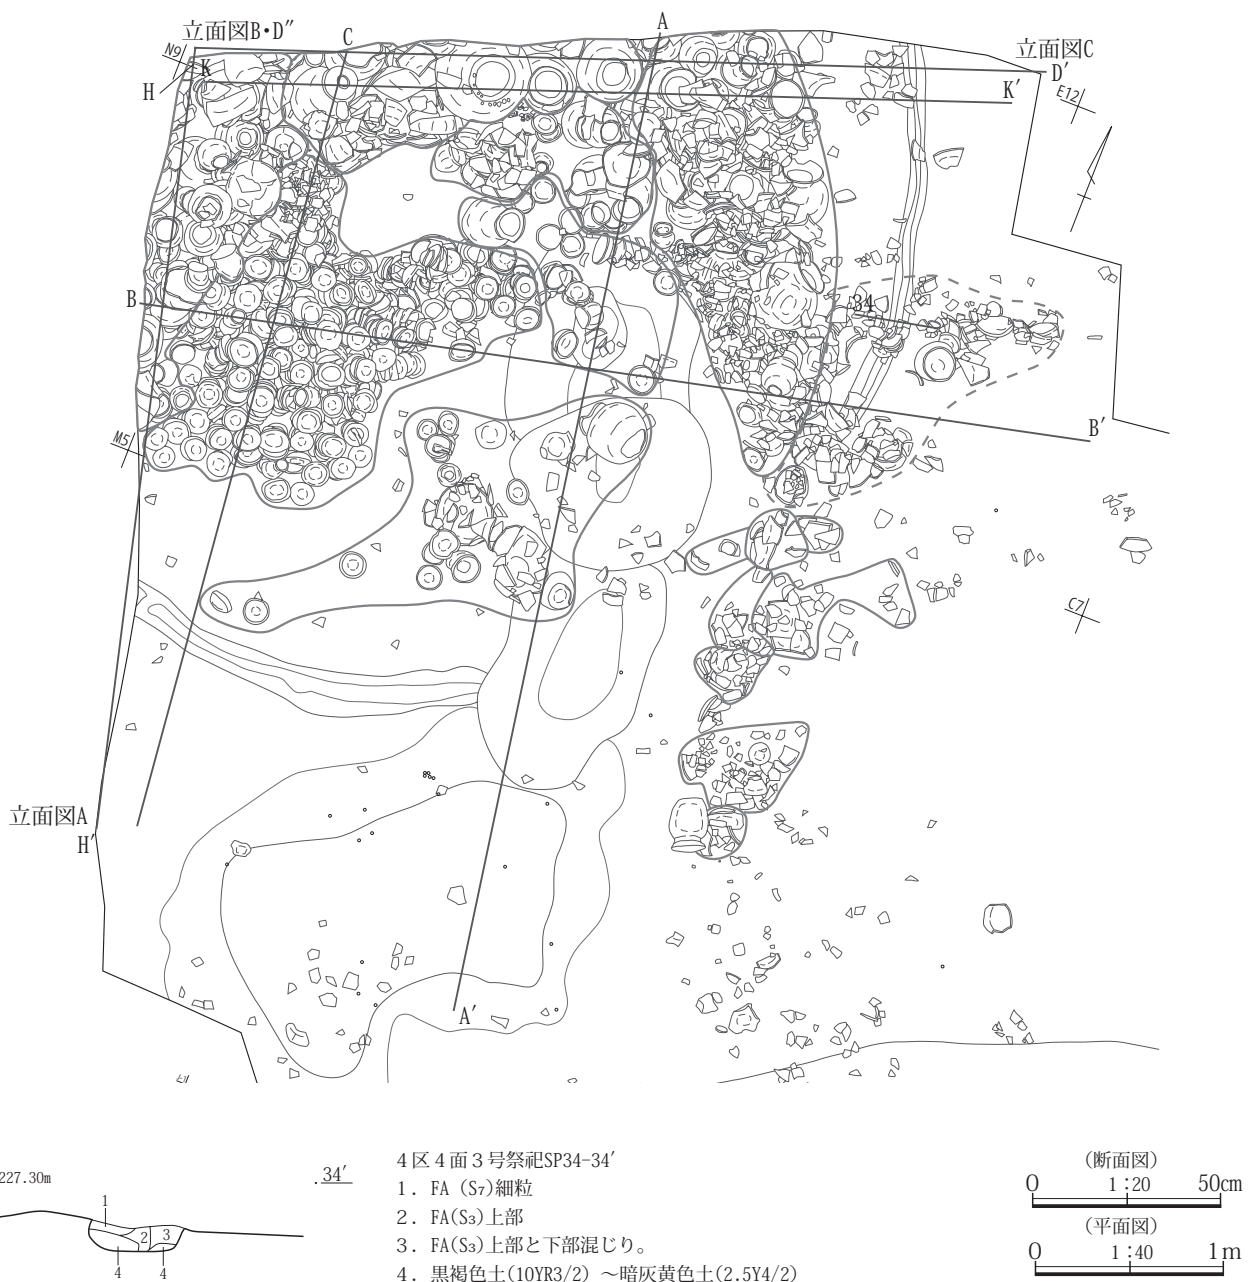 立面図B・D″
C
A
立面図C
N9
K
D′
H
K′
E12
B
34
B′
M5
C7
立面図A
H′
A′
227.30m
34′
1
2
3
4
4
4区4面3号祭祀SP34-34′
1. FA (S7)細粒
2. FA(S3)上部
3. FA(S3)上部と下部混じり。
4. 黒褐色土(10YR3/2) ～暗灰黄色土(2.5Y4/2)
(断面図)
0 1:20 50cm
(平面図)
0 1:40 1m